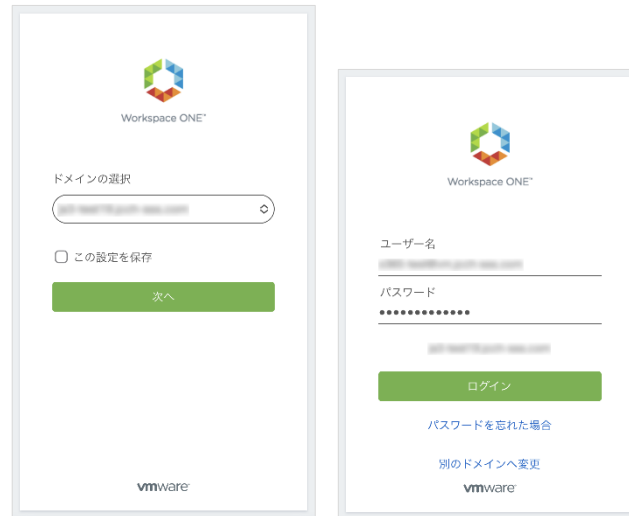 Workspace ONE™
ドメインの選択
この設定を保存
次へ
vmware
Workspace ONE™
ユーザー名
パスワード
ログイン
パスワードを忘れた場合
別のドメインへ変更
vmware